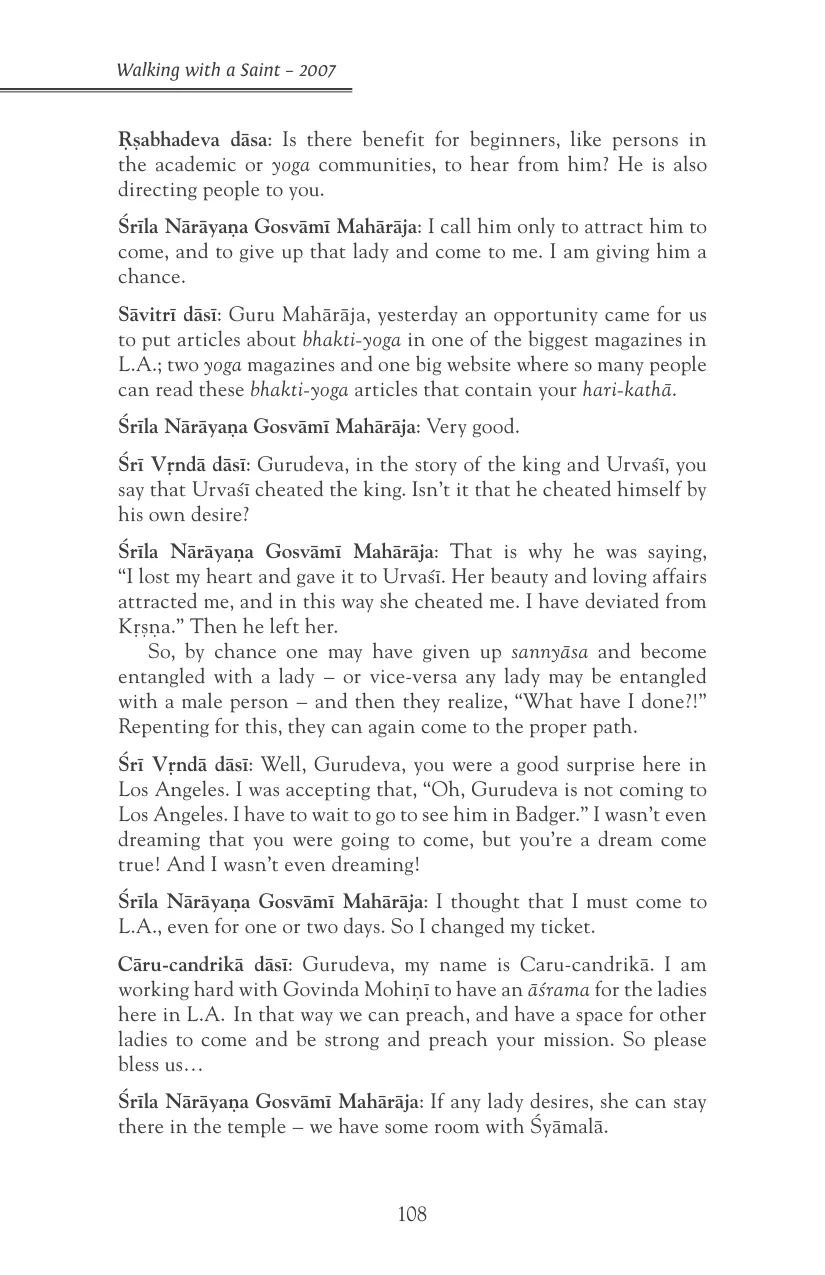 Walking with a Saint – 2007
Ṛṣabhadeva dāsa: Is there benefit for beginners, like persons in
the academic or yoga communities, to hear from him? He is also
directing people to you.
Śrīla Nārāyaṇa Gosvāmī Mahārāja: I call him only to attract him to
come, and to give up that lady and come to me. I am giving him a
chance.
Sāvitrī dāsī: Guru Mahārāja, yesterday an opportunity came for us
to put articles about bhakti-yoga in one of the biggest magazines in
L.A.; two yoga magazines and one big website where so many people
can read these bhakti-yoga articles that contain your hari-kathā.
Śrīla Nārāyaṇa Gosvāmī Mahārāja: Very good.
Śrī Vṛndā dāsī: Gurudeva, in the story of the king and Urvaśī, you
say that Urvaśī cheated the king. Isn’t it that he cheated himself by
his own desire?
Śrīla Nārāyaṇa Gosvāmī Mahārāja: That is why he was saying,
“I lost my heart and gave it to Urvaśī. Her beauty and loving affairs
attracted me, and in this way she cheated me. I have deviated from
Kṛṣṇa.” Then he left her.
So, by chance one may have given up sannyāsa and become
entangled with a lady – or vice-versa any lady may be entangled
with a male person – and then they realize, “What have I done?!”
Repenting for this, they can again come to the proper path.
Śrī Vṛndā dāsī: Well, Gurudeva, you were a good surprise here in
Los Angeles. I was accepting that, “Oh, Gurudeva is not coming to
Los Angeles. I have to wait to go to see him in Badger.” I wasn’t even
dreaming that you were going to come, but you’re a dream come
true! And I wasn’t even dreaming!
Śrīla Nārāyaṇa Gosvāmī Mahārāja: I thought that I must come to
L.A., even for one or two days. So I changed my ticket.
Cāru-candrikā dāsī: Gurudeva, my name is Caru-candrikā. I am
working hard with Govinda Mohiṇī to have an āśrama for the ladies
here in L.A. In that way we can preach, and have a space for other
ladies to come and be strong and preach your mission. So please
bless us…
Śrīla Nārāyaṇa Gosvāmī Mahārāja: If any lady desires, she can stay
there in the temple – we have some room with Śyāmalā.
108